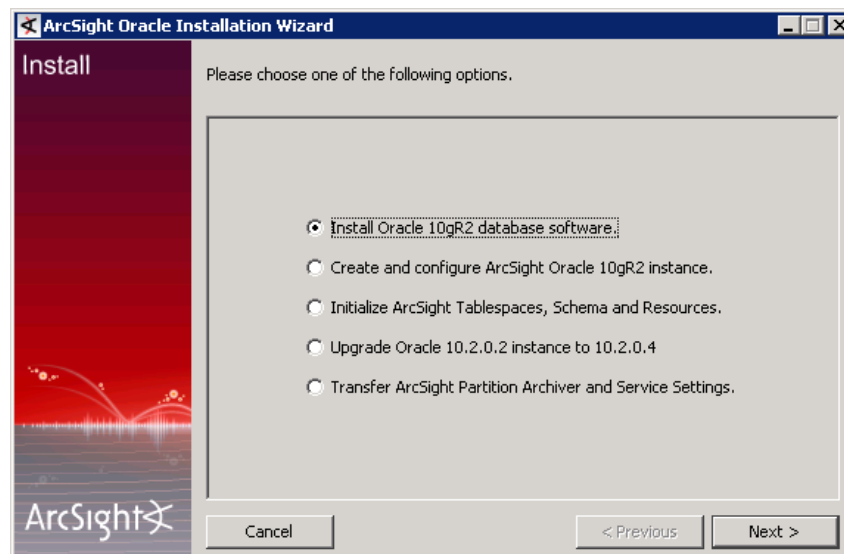 ArcSight Oracle Installation Wizard
Install
Please choose one of the following options.
Install Oracle 10gR2 database software.
Create and configure ArcSight Oracle 10gR2 instance.
Initialize ArcSight Tablespaces, Schema and Resources.
Upgrade Oracle 10.2.0.2 instance to 10.2.0.4
Transfer ArcSight Partition Archiver and Service Settings.
ArcSight
Cancel
< Previous
Next >